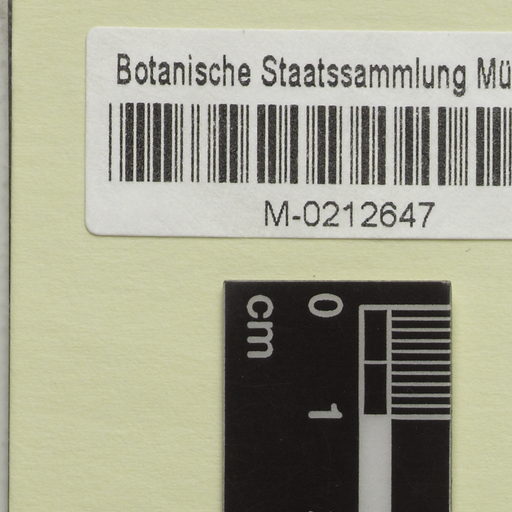 Botanische Staatssammlung Mü
M-0212647
cm
0
1